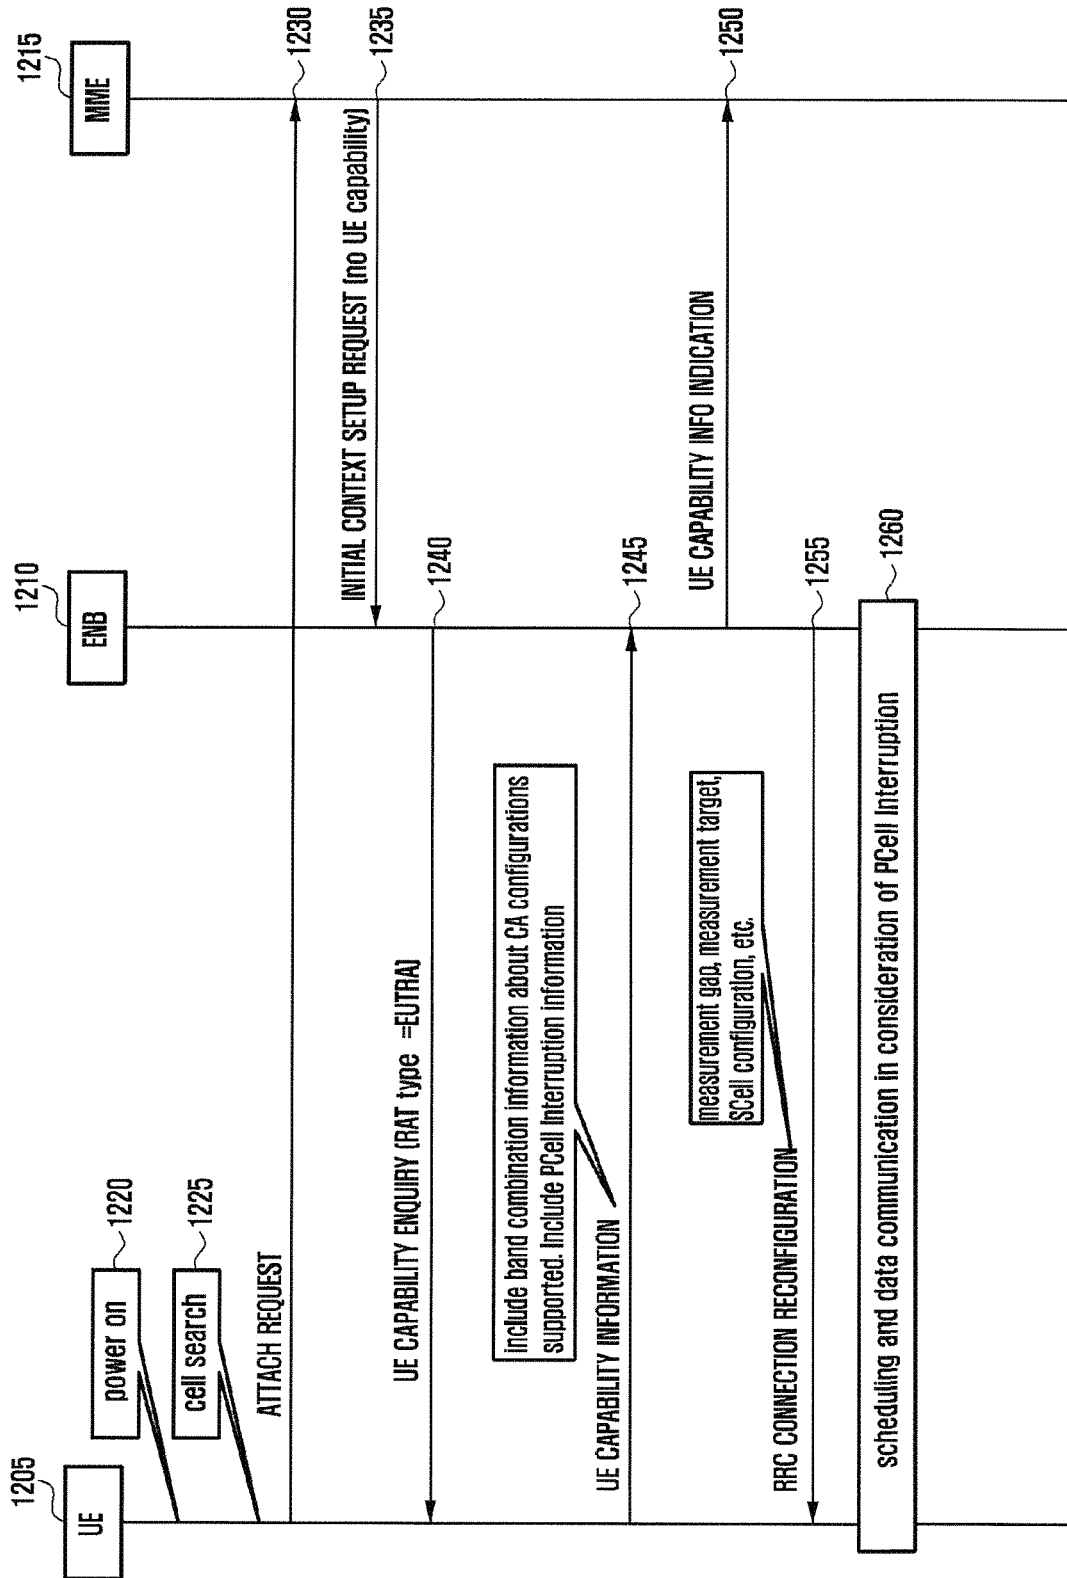 1205
UE
1210
ENB
1215
MME
power on
1220
cell search
1225
ATTACH REQUEST
1230
INITIAL CONTEXT SETUP REQUEST (no UE capability)
1235
UE CAPABILITY ENQUIRY (RAT type =EUTRA)
1240
include band combination information about CA configurations
supported. Include PCell Interruption information
UE CAPABILITY INFORMATION
1245
UE CAPABILITY INFO INDICATION
1250
measurement gap, measurement target,
SCell configuration, etc.
RRC CONNECTION RECONFIGURATION
1255
scheduling and data communication in consideration of PCell Interruption
1260